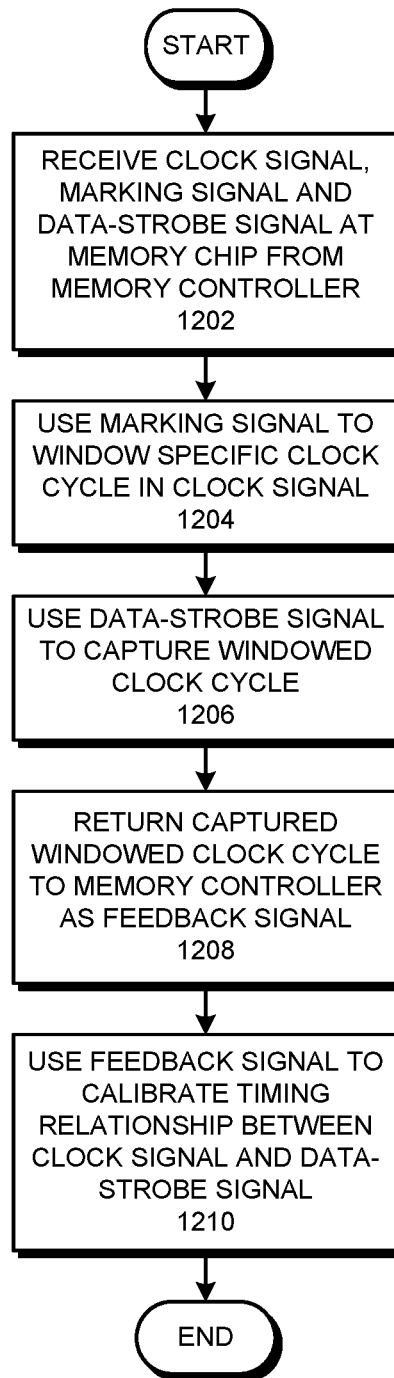 START
RECEIVE CLOCK SIGNAL,
MARKING SIGNAL AND
DATA-STROBE SIGNAL AT
MEMORY CHIP FROM
MEMORY CONTROLLER
1202
USE MARKING SIGNAL TO
WINDOW SPECIFIC CLOCK
CYCLE IN CLOCK SIGNAL
1204
USE DATA-STROBE SIGNAL
TO CAPTURE WINDOWED
CLOCK CYCLE
1206
RETURN CAPTURED
WINDOWED CLOCK CYCLE
TO MEMORY CONTROLLER
AS FEEDBACK SIGNAL
1208
USE FEEDBACK SIGNAL TO
CALIBRATE TIMING
RELATIONSHIP BETWEEN
CLOCK SIGNAL AND DATA-
STROBE SIGNAL
1210
END